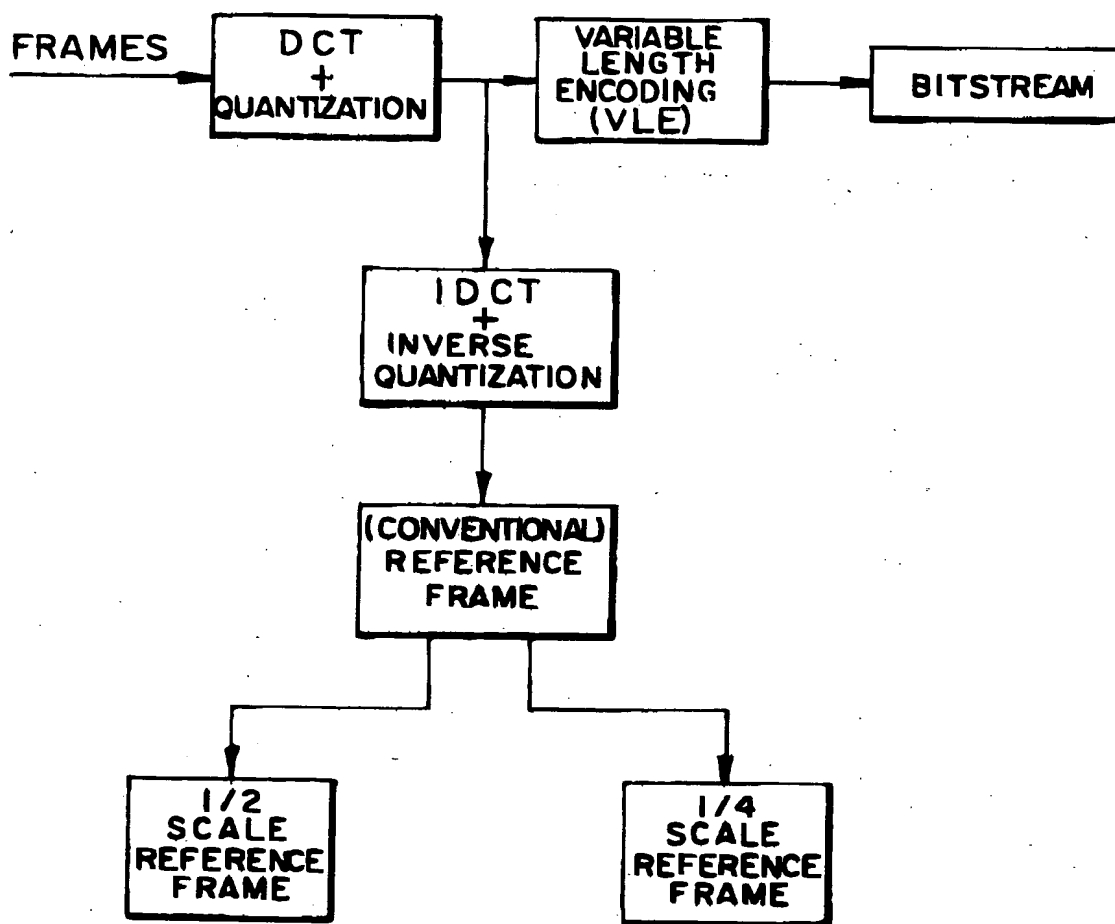 FRAMES
DCT
+
QUANTIZATION
VARIABLE
LENGTH
ENCODING
(VLE)
BITSTREAM
IDCT
+
INVERSE
QUANTIZATION
(CONVENTIONAL)
REFERENCE
FRAME
1/2
SCALE
REFERENCE
FRAME
1/4
SCALE
REFERENCE
FRAME